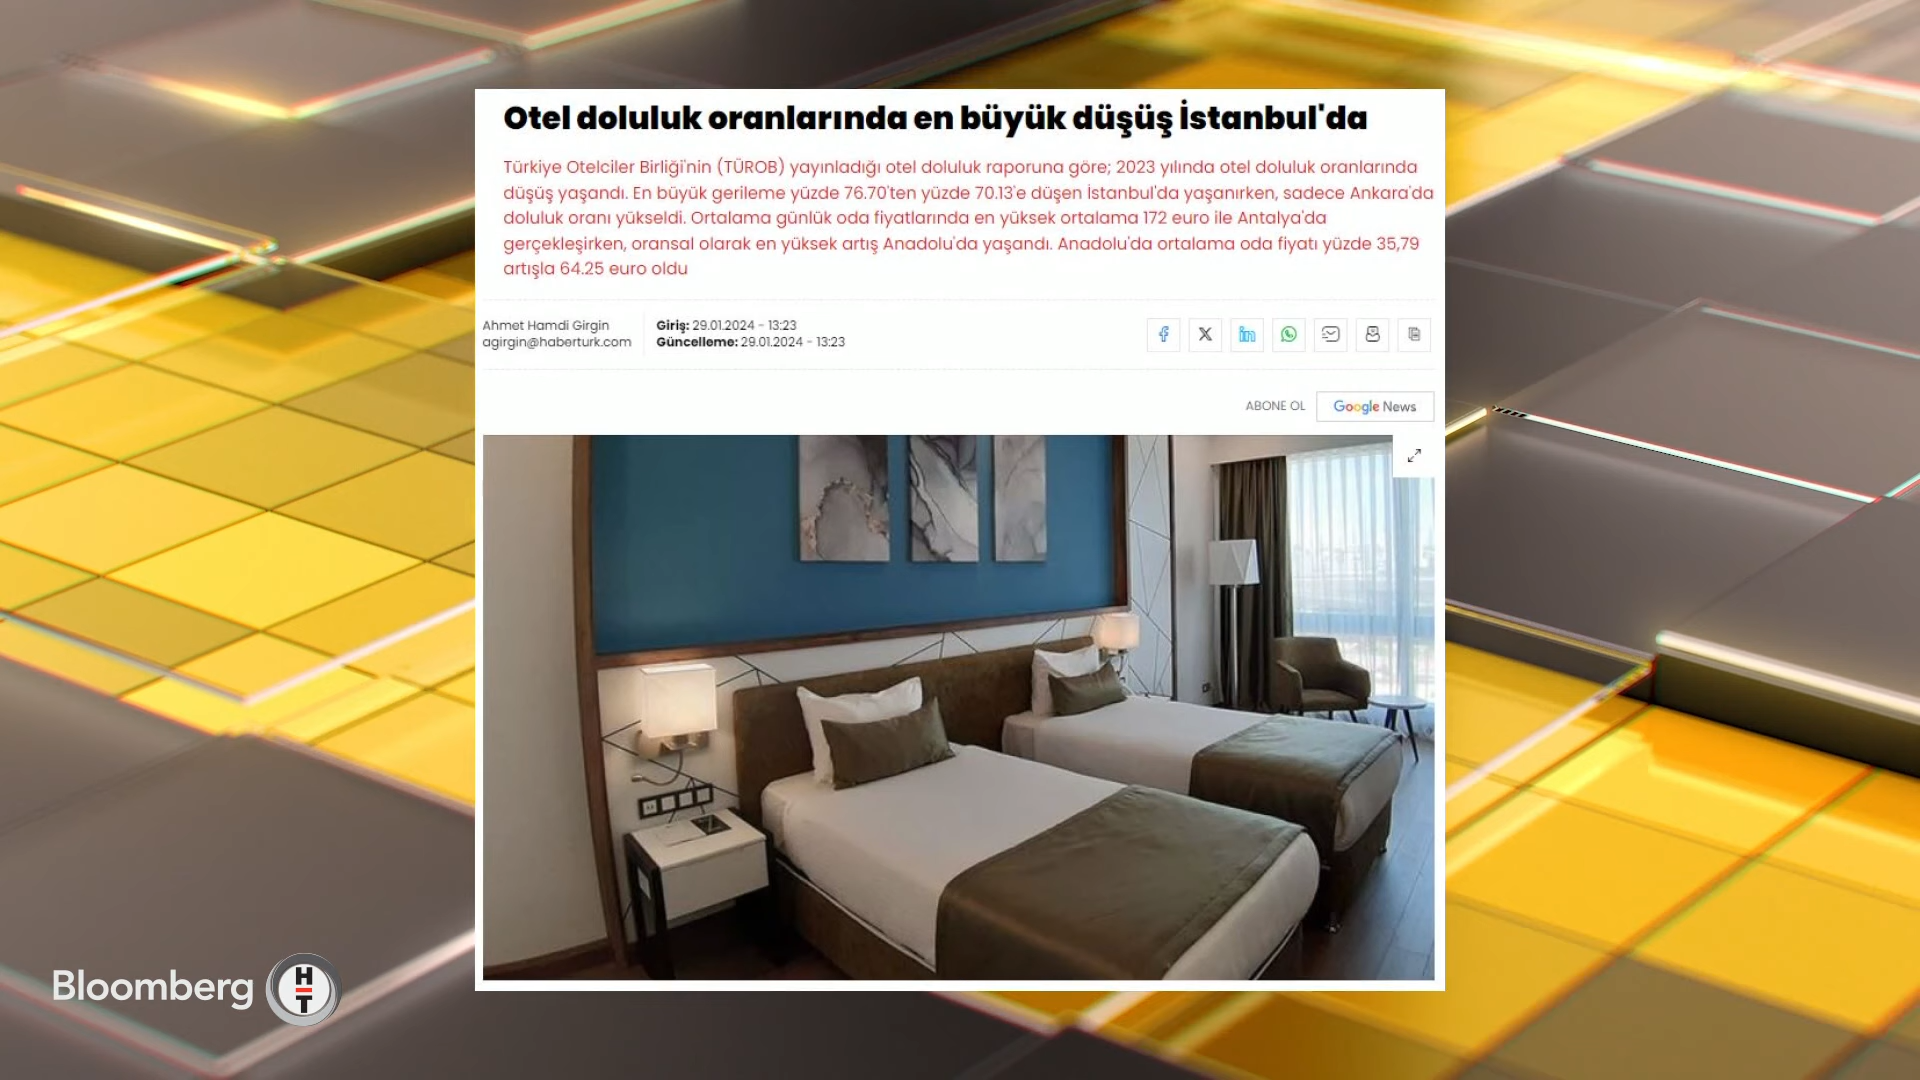 Otel doluluk oranlarında en büyük düşüş İstanbul'da
Türkiye Otelciler Birliği'nin (TÜROB) yayınladığı otel doluluk raporuna göre; 2023 yılında otel doluluk oranlarında
düşüş yaşandı. En büyük gerileme yüzde 76.70'ten yüzde 70.13'e düşen İstanbul'da yaşanırken, sadece Ankara'da
doluluk oranı yükseldi. Ortalama günlük oda fiyatlarında en yüksek ortalama 172 euro ile Antalya'da
gerçekleşirken, oransal olarak en yüksek artış Anadolu'da yaşandı. Anadolu'da ortalama oda fiyatı yüzde 35,79
artışla 64.25 euro oldu
Ahmet Hamdi Girgin
agirgin@haberturk.com
Giriş: 29.01.2024 - 13:23
Güncelleme: 29.01.2024 - 13:23
ABONE OL
Google News
Bloomberg HT